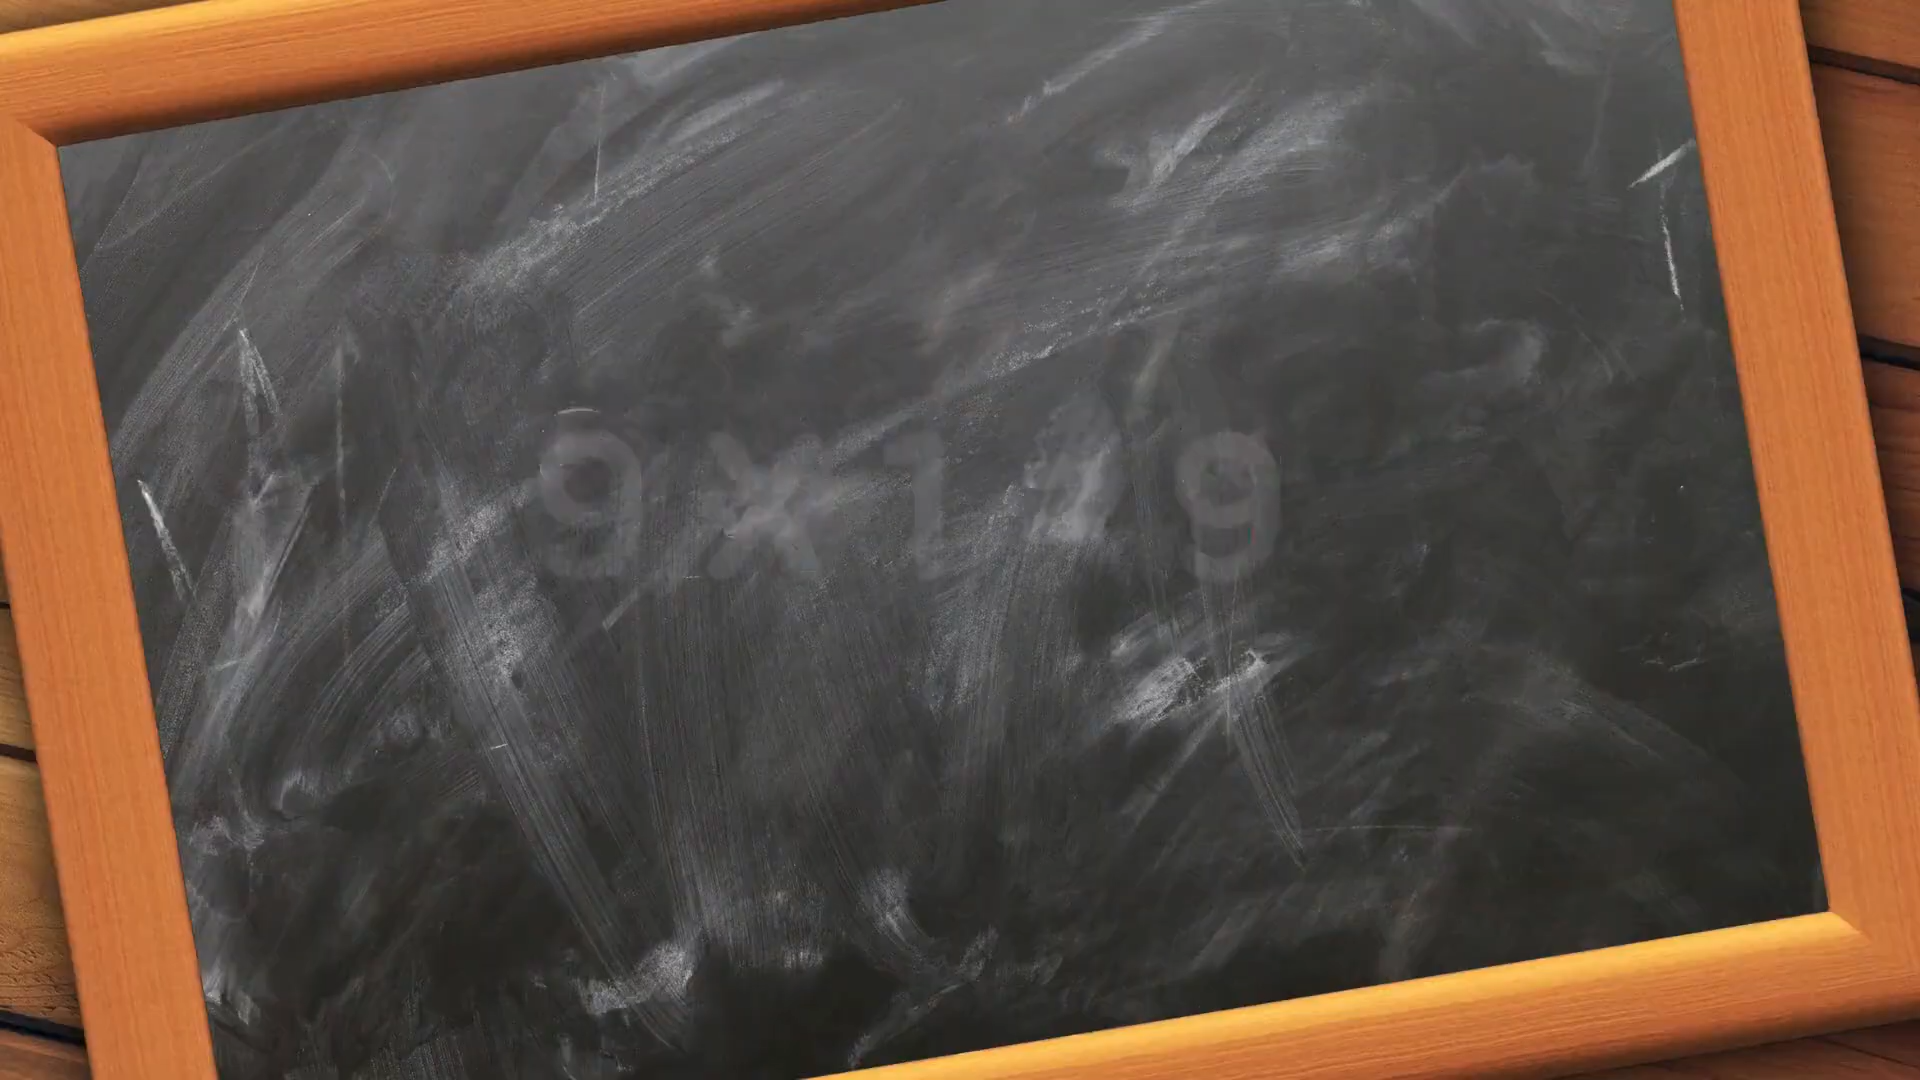 9 x 1 = 9